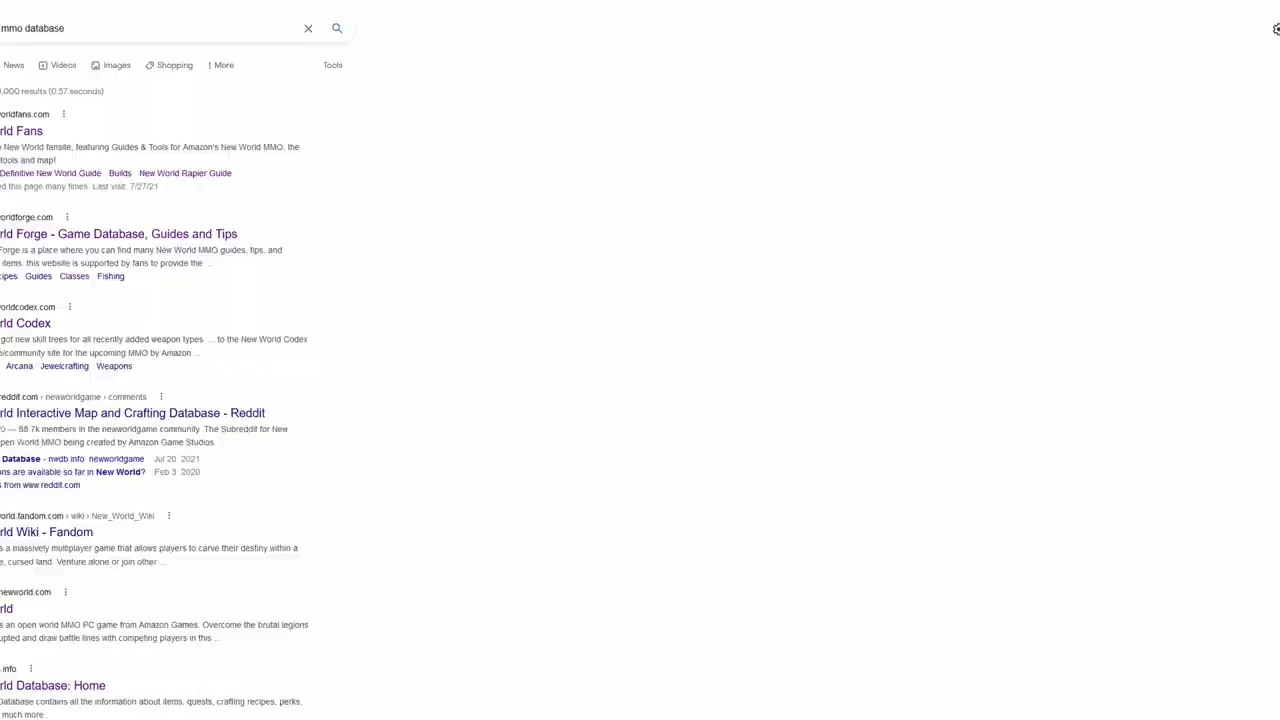 mmo database
News Videos Images Shopping More Tools
,000 results (0.57 seconds)
orldfans.com
rld Fans
New World fansite, featuring Guides & Tools for Amazon's New World MMO, the
tools and map!
Definitive New World Guide Builds New World Rapier Guide
ed this page many times. Last visit: 7/27/21
orldforge.com
rld Forge - Game Database, Guides and Tips
Forge is a place where you can find many New World MMO guides, tips, and
items. this website is supported by fans to provide the ...
ipes Guides Classes Fishing
orldcodex.com
rld Codex
got new skill trees for all recently added weapon types. ... to the New World Codex
e/community site for the upcoming MMO by Amazon ...
Arcana Jewelcrafting Weapons
reddit.com › newworldgame › comments
rld Interactive Map and Crafting Database - Reddit
20 — 88.7k members in the newworldgame community. The Subreddit for New
pen World MMO being created by Amazon Game Studios.
Database - nwdb.info newworldgame Jul 20 2021
ons are available so far in New World? Feb 3 2020
s from www.reddit.com
orld.fandom.com › wiki › New_World_Wiki
rld Wiki - Fandom
s a massively multiplayer game that allows players to carve their destiny within a
e, cursed land. Venture alone or join other ...
newworld.com
rld
s an open world MMO PC game from Amazon Games. Overcome the brutal legions
upted and draw battle lines with competing players in this ...
.info
rld Database: Home
Database contains all the information about items, quests, crafting recipes, perks,
much more